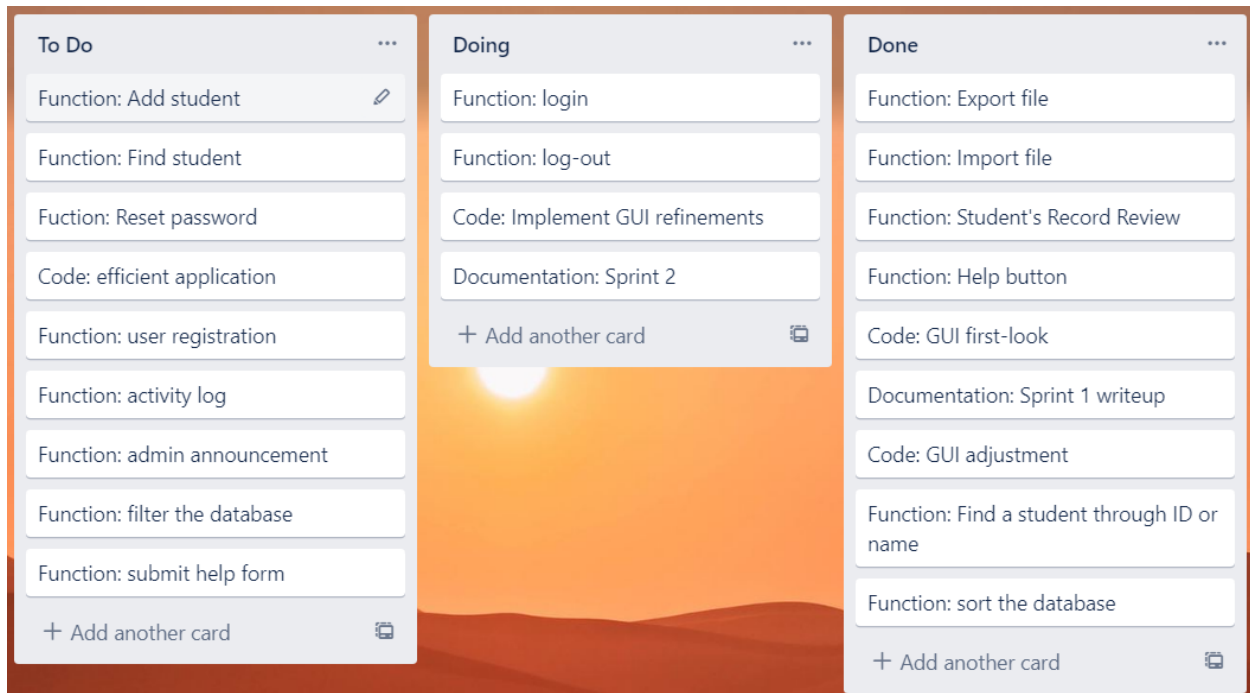 To Do
Function: Add student
Function: Find student
Fuction: Reset password
Code: efficient application
Function: user registration
Function: activity log
Function: admin announcement
Function: filter the database
Function: submit help form
+ Add another card
Doing
Function: login
Function: log-out
Code: Implement GUI refinements
Documentation: Sprint 2
+ Add another card
Done
Function: Export file
Function: Import file
Function: Student's Record Review
Function: Help button
Code: GUI first-look
Documentation: Sprint 1 writeup
Code: GUI adjustment
Function: Find a student through ID or
name
Function: sort the database
+ Add another card